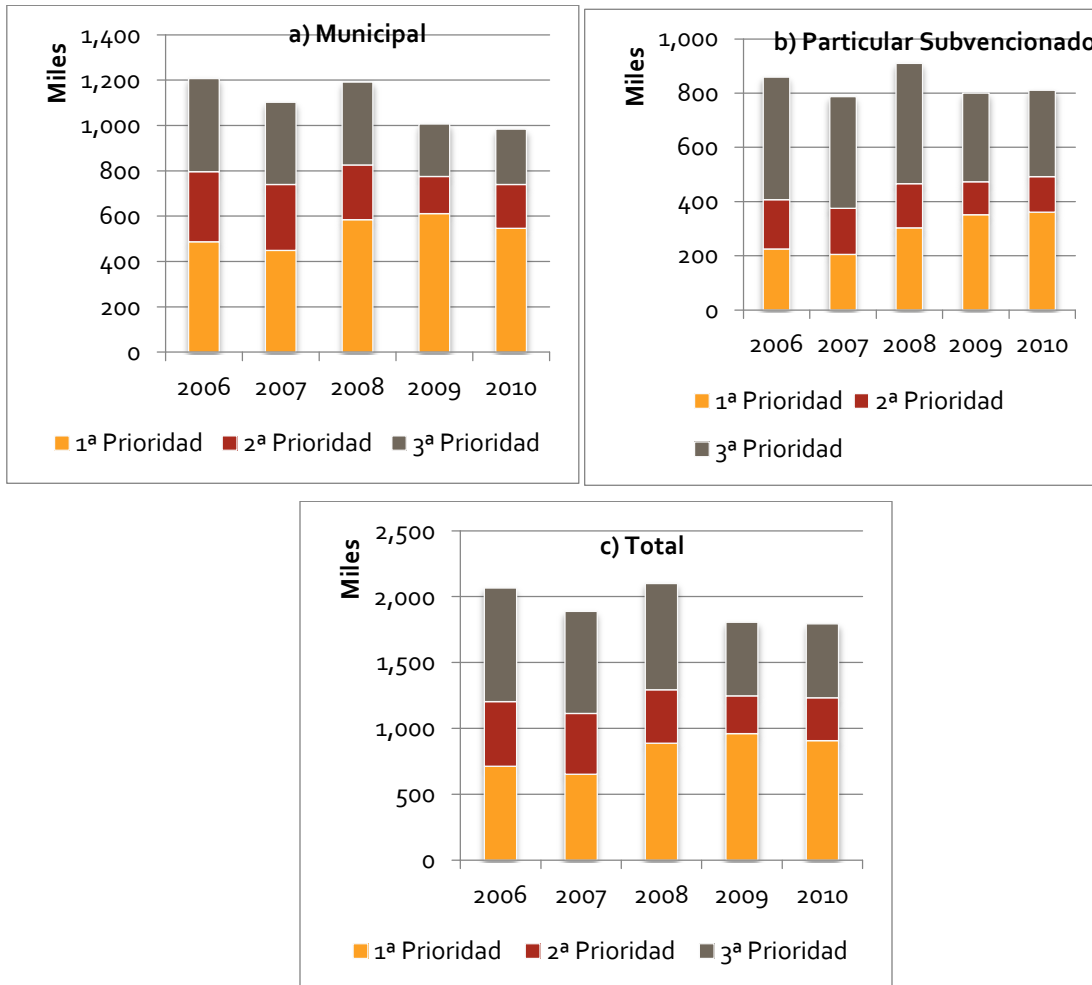 a) Municipal
Miles
1,400
1,200
1,000
800
600
400
200
0
2006 2007 2008 2009 2010
1ª Prioridad 2ª Prioridad 3ª Prioridad
b) Particular Subvencionado
Miles
1,000
800
600
400
200
0
2006 2007 2008 2009 2010
1ª Prioridad 2ª Prioridad
3ª Prioridad
c) Total
Miles
2,500
2,000
1,500
1,000
500
0
2006 2007 2008 2009 2010
1ª Prioridad 2ª Prioridad 3ª Prioridad